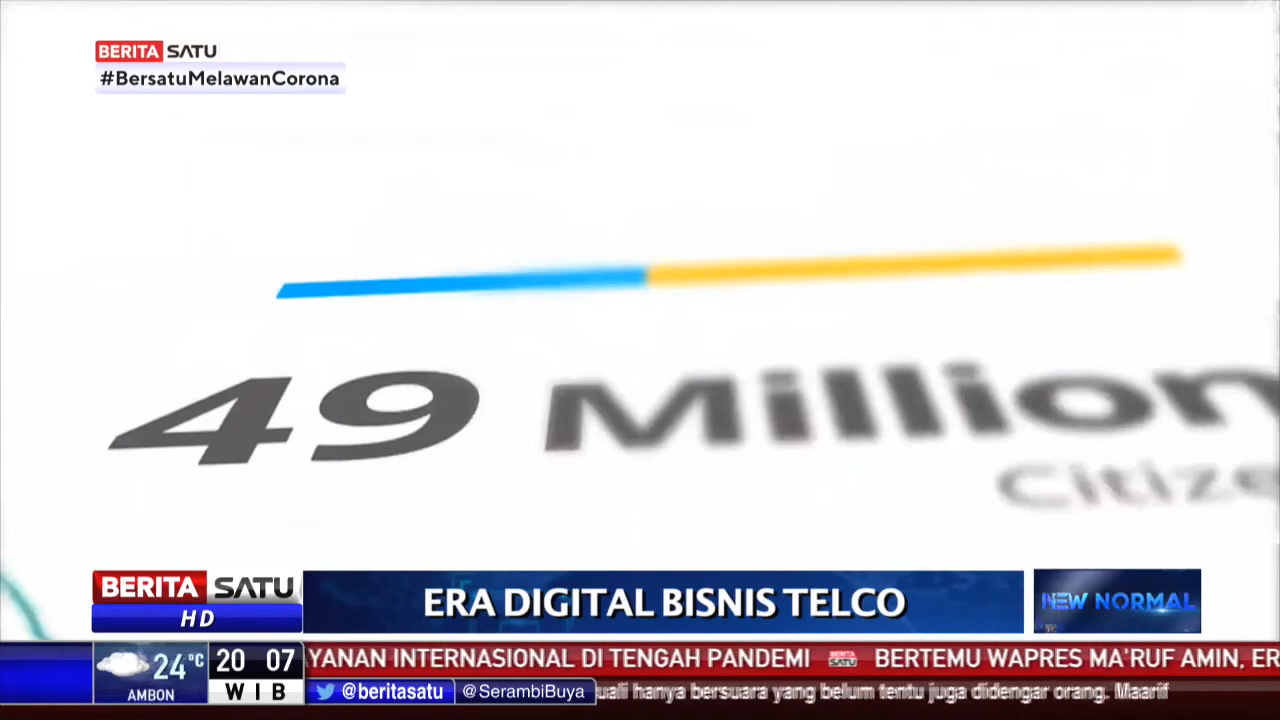 BERITA SATU
#BersatuMelawanCorona
49 Million
BERITA SATU
HD
ERA DIGITAL BISNIS TELCO
NEW NORMAL
24°C
AMBON
20 07
WIB
YANAN INTERNASIONAL DI TENGAH PANDEMI BERITA SATU BERTEMU WAPRES MA'RUF AMIN, ER
@beritasatu @SerambiBuya uali hanya bersuara yang belum tentu juga didengar orang. Maarif